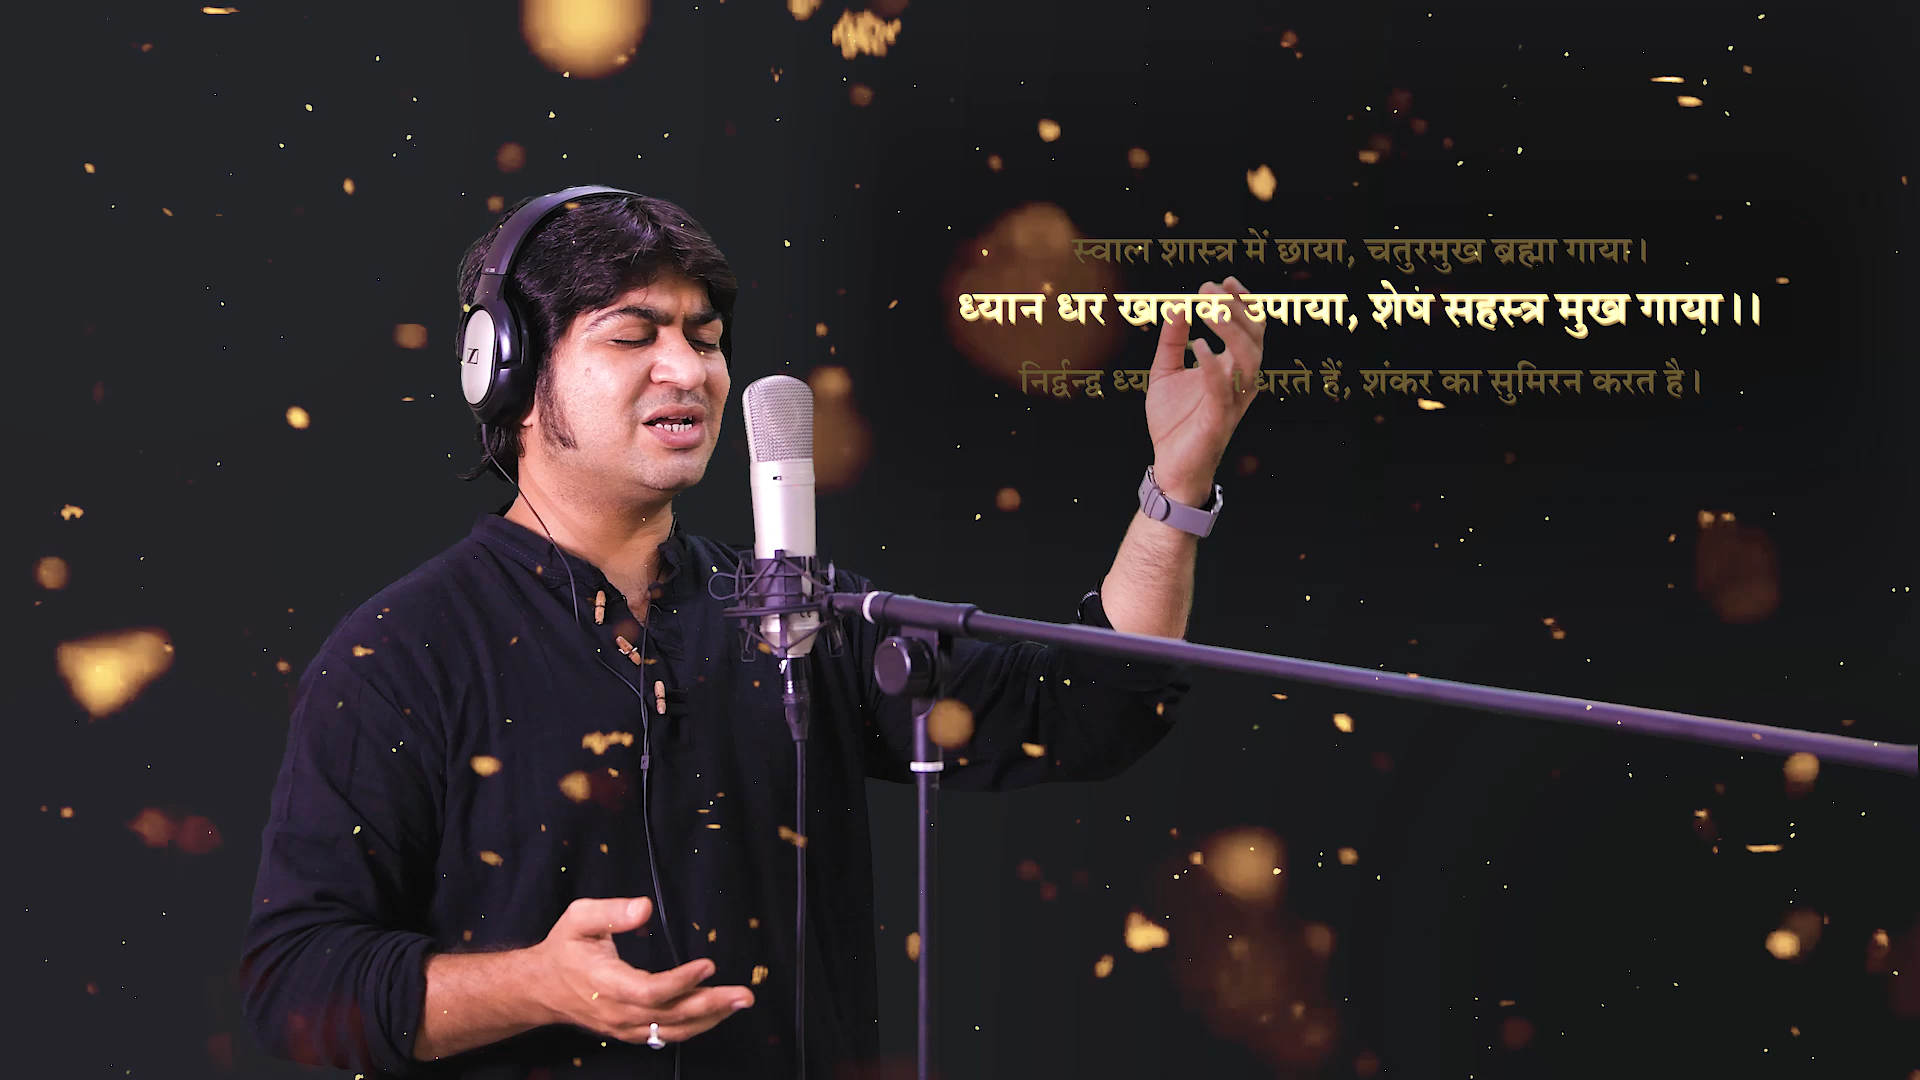 स्वाल शास्त्र में छाया, चतुरमुख ब्रह्मा गाया।
ध्यान धर खलक उपाया, शेष सहस्त्र मुख गाया।।
निर्द्वन्द्व धरते हैं, शंकर का सुमिरन करत है।